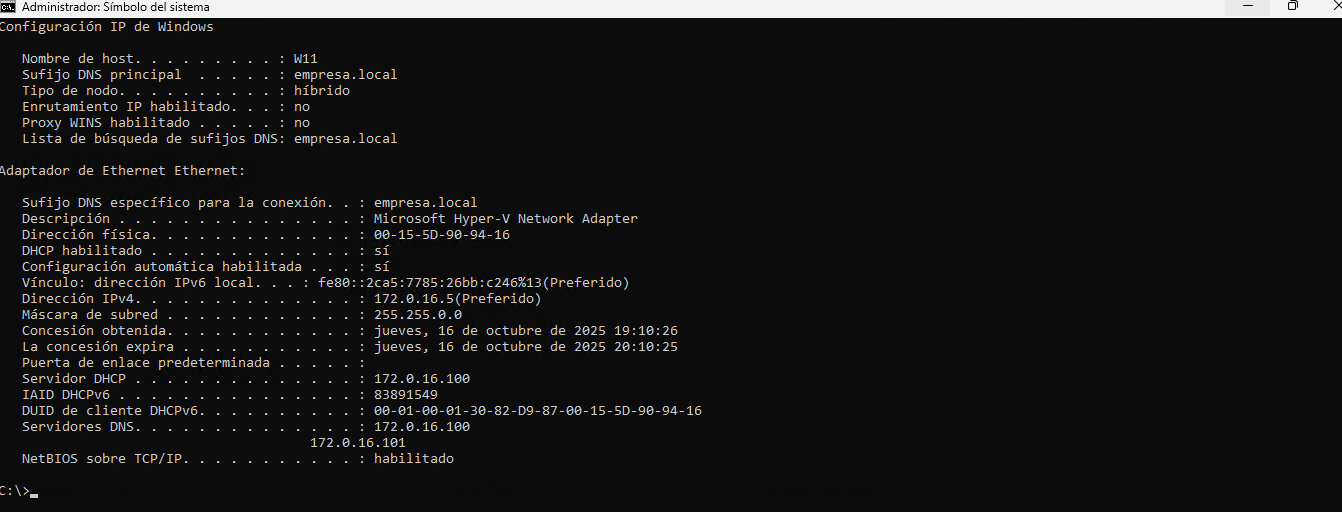 Administrador: Símbolo del sistema
Configuración IP de Windows
Nombre de host. . . . . . . . . : W11
Sufijo DNS principal  . . . . . : empresa.local
Tipo de nodo. . . . . . . . . . : híbrido
Enrutamiento IP habilitado. . . : no
Proxy WINS habilitado . . . . . : no
Lista de búsqueda de sufijos DNS: empresa.local
Adaptador de Ethernet Ethernet:
Sufijo DNS específico para la conexión. . : empresa.local
Descripción . . . . . . . . . . . . . . . : Microsoft Hyper-V Network Adapter
Dirección física. . . . . . . . . . . . . : 00-15-5D-90-94-16
DHCP habilitado . . . . . . . . . . . . . : sí
Configuración automática habilitada . . . : sí
Vínculo: dirección IPv6 local. . . : fe80::2ca5:7785:26bb:c246%13(Preferido)
Dirección IPv4. . . . . . . . . . . . . . : 172.0.16.5(Preferido)
Máscara de subred . . . . . . . . . . . . : 255.255.0.0
Concesión obtenida. . . . . . . . . . . . : jueves, 16 de octubre de 2025 19:10:26
La concesión expira . . . . . . . . . . . : jueves, 16 de octubre de 2025 20:10:25
Puerta de enlace predeterminada . . . . . :
Servidor DHCP . . . . . . . . . . . . . . : 172.0.16.100
IAID DHCPv6 . . . . . . . . . . . . . . . : 83891549
DUID de cliente DHCPv6. . . . . . . . . . : 00-01-00-01-30-82-D9-87-00-15-5D-90-94-16
Servidores DNS. . . . . . . . . . . . . . : 172.0.16.100
172.0.16.101
NetBIOS sobre TCP/IP. . . . . . . . . . . : habilitado
C:\>